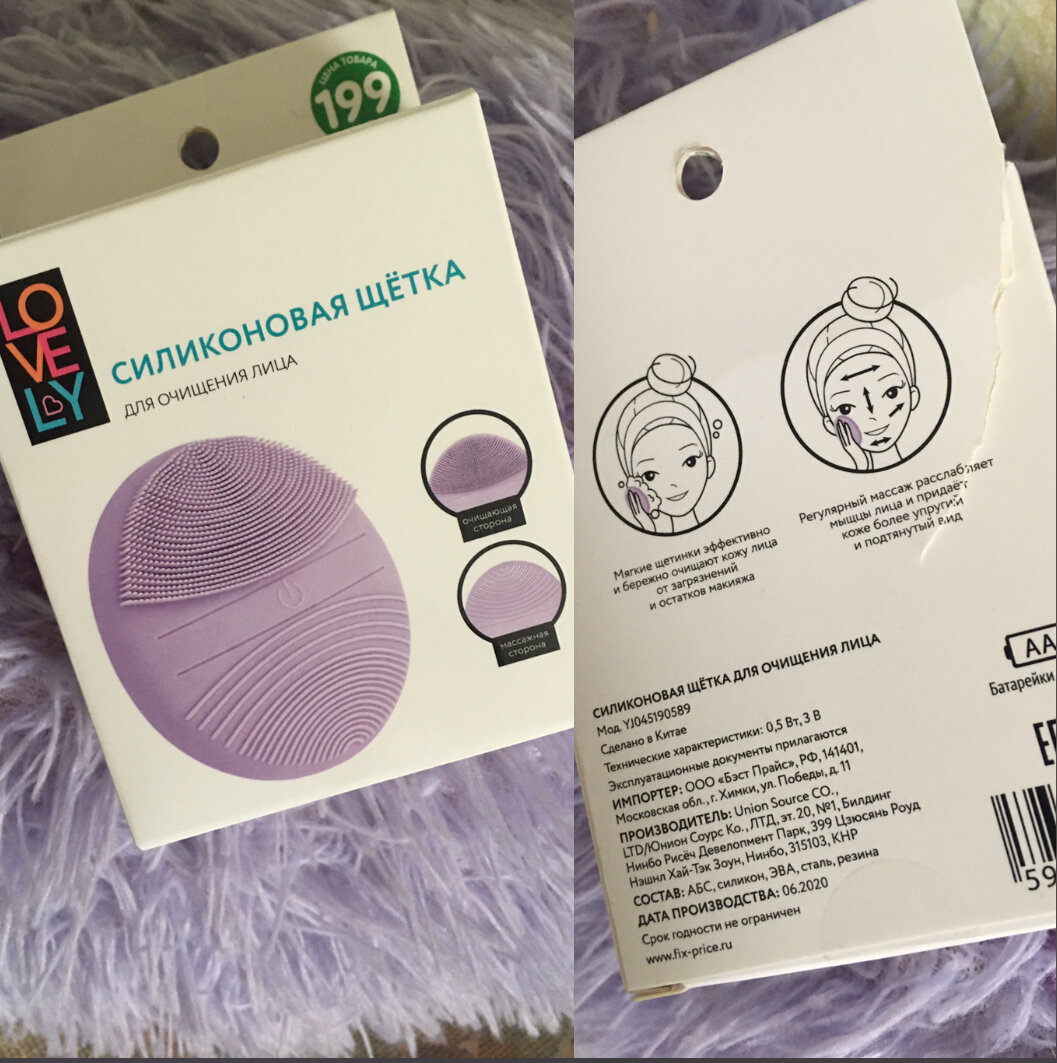 ЦЕНА ТОВАРА
199
LO
VE
LY
СИЛИКОНОВАЯ ЩЁТКА
ДЛЯ ОЧИЩЕНИЯ ЛИЦА
очищающая
сторона
массажная
сторона
Мягкие щетинки эффективно
и бережно очищают кожу лица
от загрязнений
и остатков макияжа
Регулярный массаж расслабляет
мышцы лица и придаёт
коже более упругий
и подтянутый вид
СИЛИКОНОВАЯ ЩЁТКА ДЛЯ ОЧИЩЕНИЯ ЛИЦА
Мод. YJ045190589
Сделано в Китае
Технические характеристики: 0,5 Вт, 3 В
Эксплуатационные документы прилагаются
ИМПОРТЕР: ООО «Бэст Прайс», РФ, 141401,
Московская обл., г. Химки, ул. Победы, д. 11
ПРОИЗВОДИТЕЛЬ: Union Source CO.,
LTD/Юнион Соурс Ко., ЛТД, эт. 20, №1, Билдинг
Нинбо Рисёч Девелопмент Парк, 399 Цзюсянь Роуд
Нэшнл Хай-Тэк Зоун, Нинбо, 315103, КНР
СОСТАВ: АБС, силикон, ЭВА, сталь, резина
ДАТА ПРОИЗВОДСТВА: 06.2020
Срок годности не ограничен
www.fix-price.ru
AA
Батарейки
59